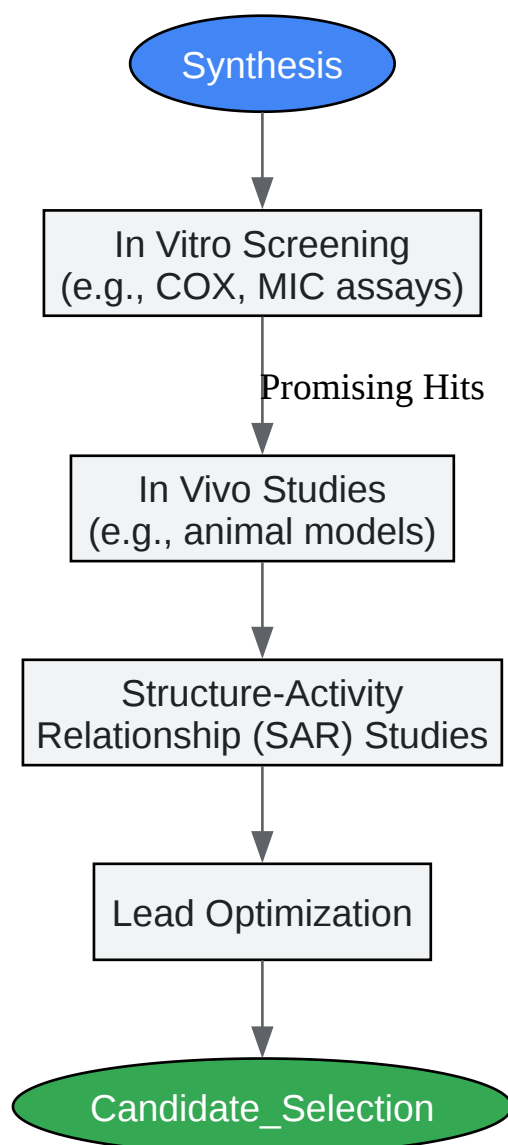 Synthesis
In Vitro Screening
(e.g., COX, MIC assays)
Promising Hits
In Vivo Studies
(e.g., animal models)
Structure-Activity
Relationship (SAR) Studies
Lead Optimization
Candidate_Selection